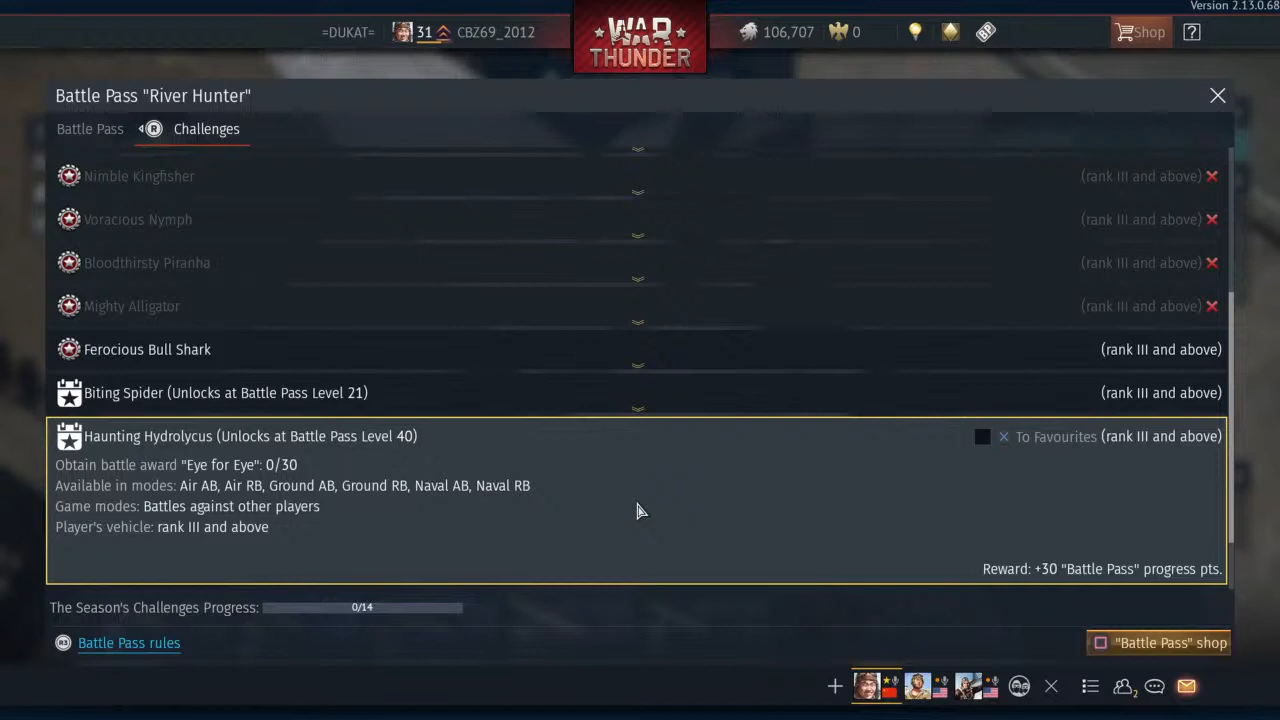 Version 2.13.0.68
=DUKAT= 31 CBZ69_2012
WAR THUNDER
106,707 0 BP Shop ?
Battle Pass "River Hunter"
Battle Pass R Challenges
Nimble Kingfisher (rank III and above)
Voracious Nymph (rank III and above)
Bloodthirsty Piranha (rank III and above)
Mighty Alligator (rank III and above)
Ferocious Bull Shark (rank III and above)
Biting Spider (Unlocks at Battle Pass Level 21) (rank III and above)
Haunting Hydrolycus (Unlocks at Battle Pass Level 40) To Favourites (rank III and above)
Obtain battle award "Eye for Eye": 0/30
Available in modes: Air AB, Air RB, Ground AB, Ground RB, Naval AB, Naval RB
Game modes: Battles against other players
Player's vehicle: rank III and above
Reward: +30 "Battle Pass" progress pts.
The Season's Challenges Progress: 0/14
R3 Battle Pass rules "Battle Pass" shop
2